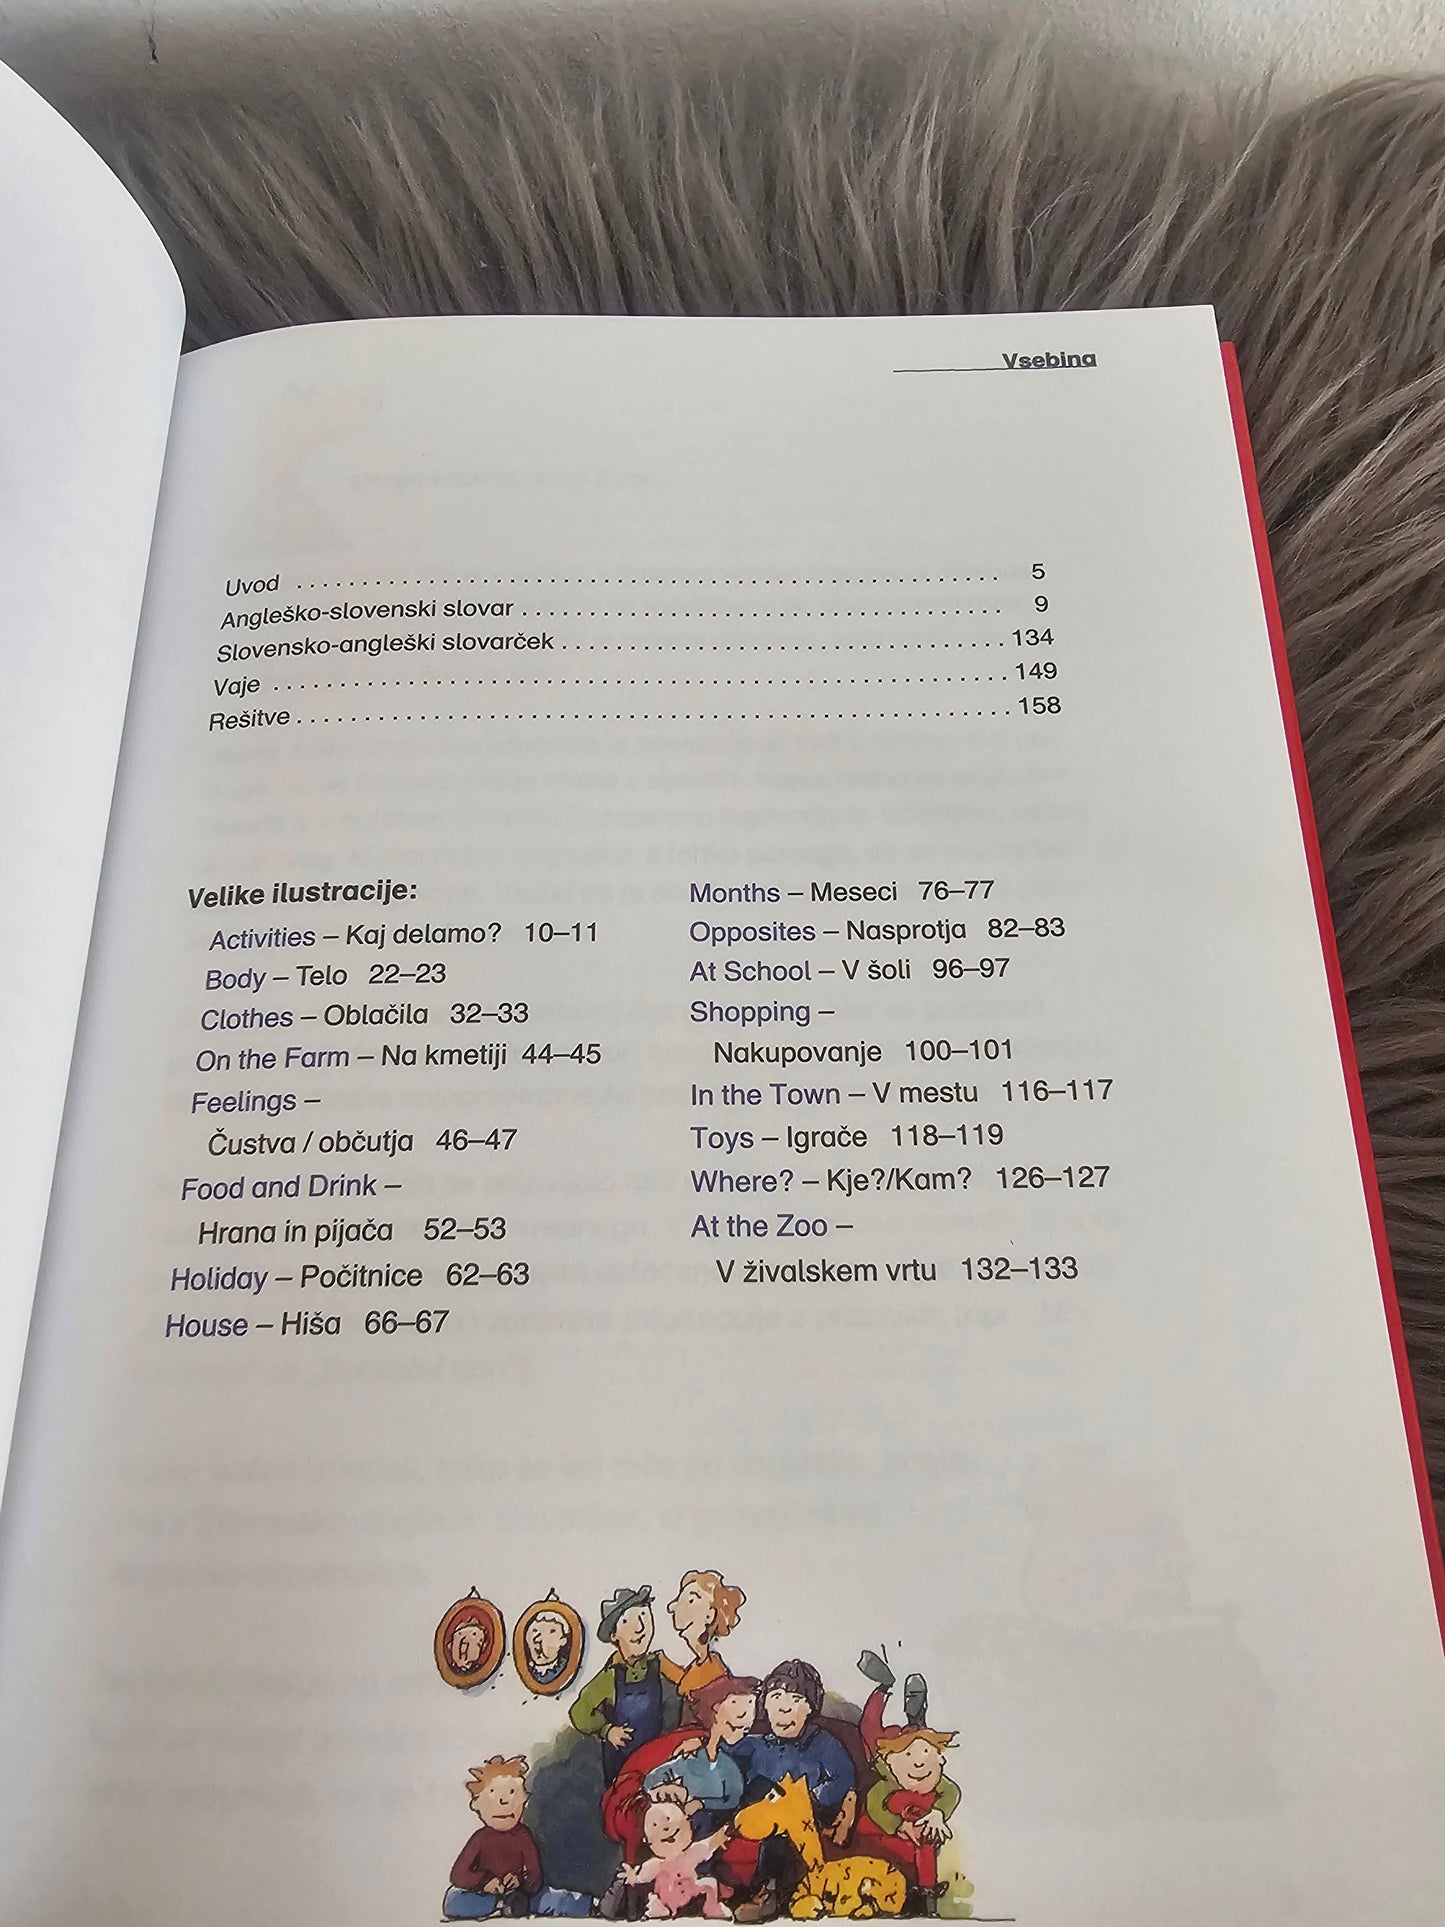 Vsebina
Uvod . . . . . . . . . . . . . . . . . . . . . . . . . . . . . . . . . . . . . . . . . . . . . . . . . . . . . 5
Angleško-slovenski slovar . . . . . . . . . . . . . . . . . . . . . . . . . . . . . . . . . . . . 9
Slovensko-angleški slovarček . . . . . . . . . . . . . . . . . . . . . . . . . . . . . . . . . . 134
Vaje . . . . . . . . . . . . . . . . . . . . . . . . . . . . . . . . . . . . . . . . . . . . . . . . . . . . . . . 149
Rešitve . . . . . . . . . . . . . . . . . . . . . . . . . . . . . . . . . . . . . . . . . . . . . . . . . . . . . 158
Velike ilustracije:
Activities – Kaj delamo? 10–11
Body – Telo 22–23
Clothes – Oblačila 32–33
On the Farm – Na kmetiji 44–45
Feelings –
Čustva / občutja 46–47
Food and Drink –
Hrana in pijača 52–53
Holiday – Počitnice 62–63
House – Hiša 66–67
Months – Meseci 76–77
Opposites – Nasprotja 82–83
At School – V šoli 96–97
Shopping –
Nakupovanje 100–101
In the Town – V mestu 116–117
Toys – Igrače 118–119
Where? – Kje?/Kam? 126–127
At the Zoo –
V živalskem vrtu 132–133